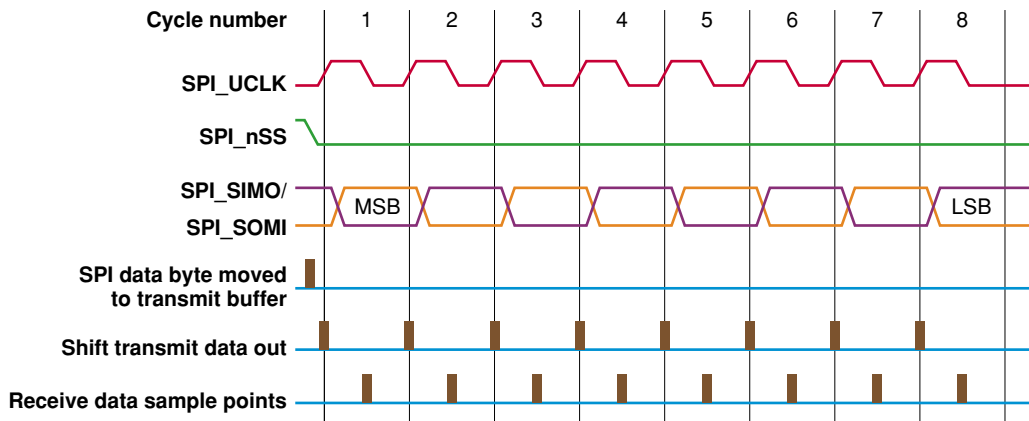 Cycle number 1 2 3 4 5 6 7 8
SPI_UCLK
SPI_nSS
SPI_SIMO/
MSB LSB
SPI_SOMI
SPI data byte moved
to transmit buffer
Shift transmit data out
Receive data sample points